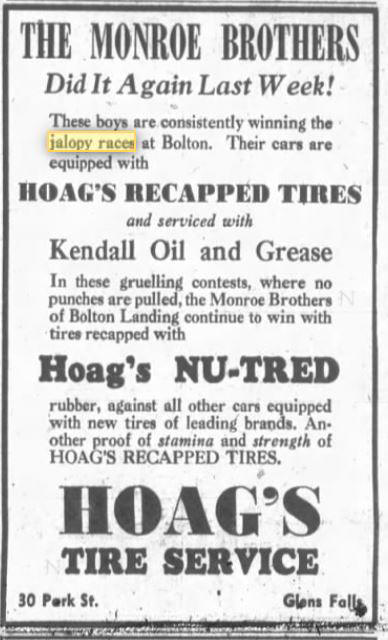 THE MONROE BROTHERS
Did It Again Last Week!
These boys are consistently winning the
jalopy races at Bolton. Their cars are
equipped with
HOAG'S RECAPPED TIRES
and serviced with
Kendall Oil and Grease
In these gruelling contests, where no
punches are pulled, the Monroe Brothers
of Bolton Landing continue to win with
tires recapped with
Hoag's NU-TRED
rubber, against all other cars equipped
with new tires of leading brands. An-
other proof of stamina and strength of
HOAG'S RECAPPED TIRES.
HOAG'S
TIRE SERVICE
30 Park St. Glens Falls